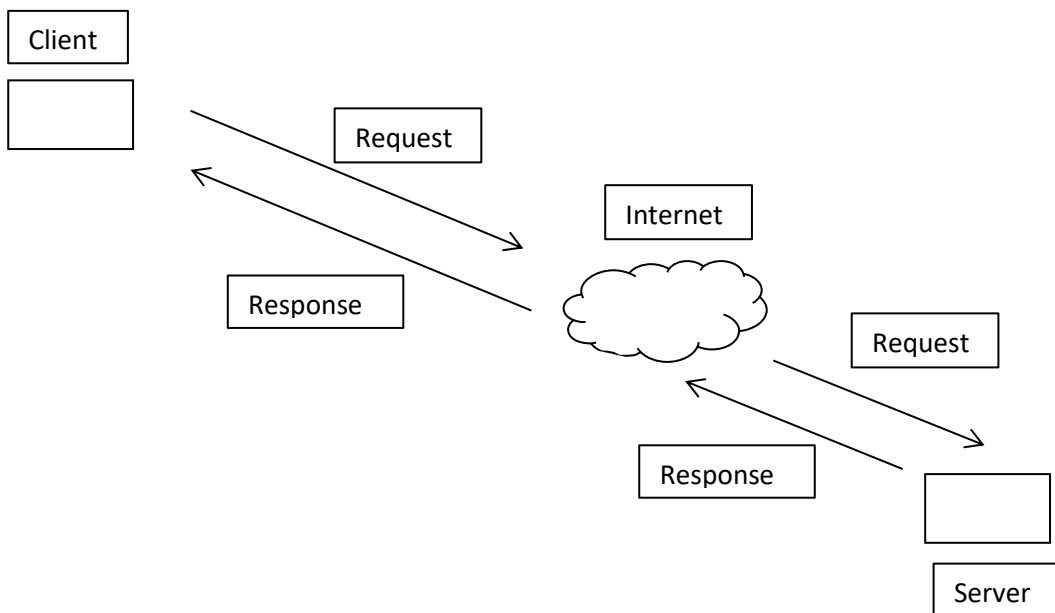 Client
Request
Internet
Response
Request
Response
Server